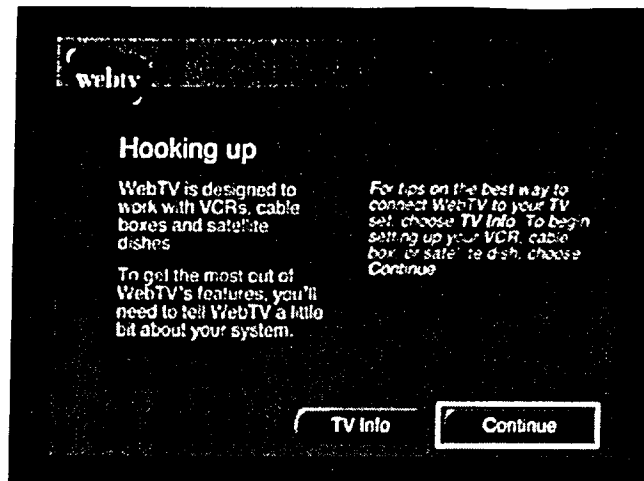 webtv
Hooking up
WebTV is designed to
work with VCRs, cable
boxes and satellite
dishes
To get the most out of
WebTV's features, you'll
need to tell WebTV a little
bit about your system.
For tips on the best way to
connect WebTV to your TV
set, choose TV Info. To begin
setting up your VCR, cable
box, or satellite dish, choose
Continue
TV Info
Continue